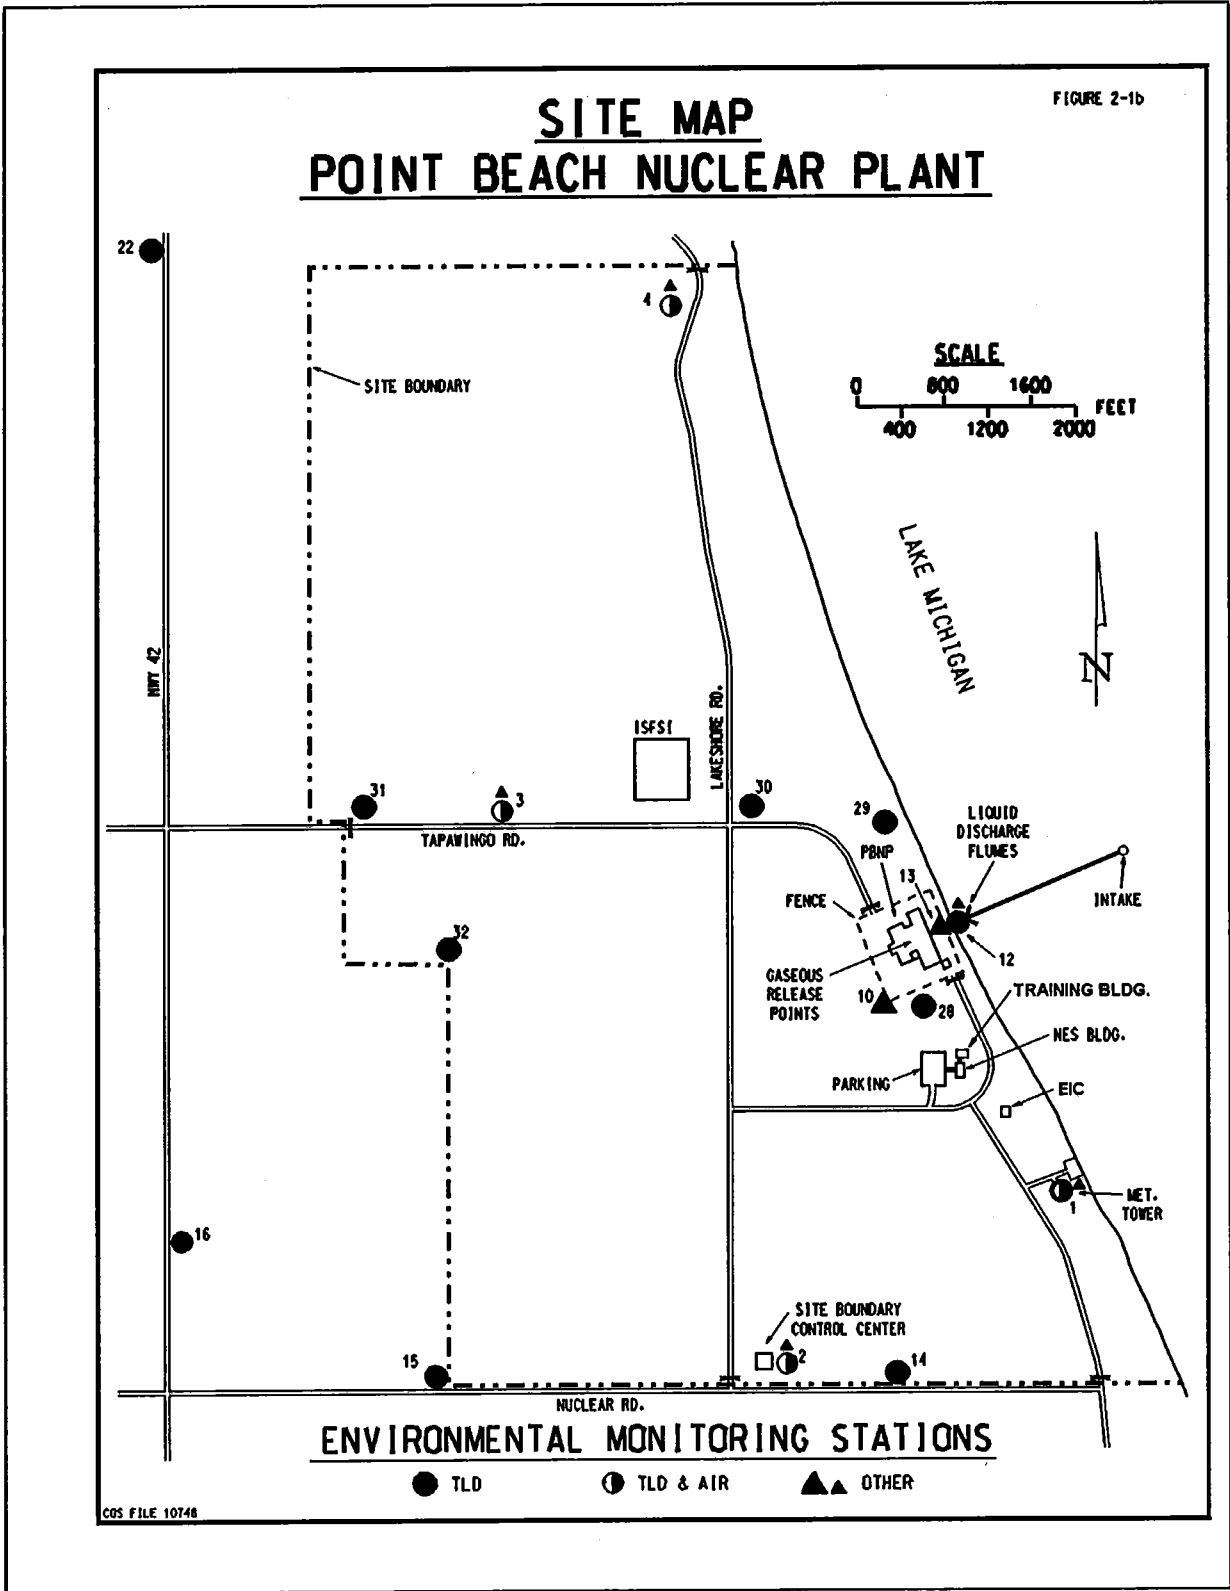 FIGURE 2-1b
SITE MAP
POINT BEACH NUCLEAR PLANT
22
4
SITE BOUNDARY
SCALE
0 800 1600
FEET
400 1200 2000
LAKE MICHIGAN
N
HWY 42
LAKESHORE RD.
ISFSI
31
3
30
29
TAPAWINGO RD.
LIQUID
DISCHARGE
FLUMES
PBNP
13
FENCE
INTAKE
32
12
GASEOUS
RELEASE
POINTS
10
28
TRAINING BLDG.
NES BLDG.
PARKING
EIC
1
MET.
TOWER
16
SITE BOUNDARY
CONTROL CENTER
2
15
14
NUCLEAR RD.
ENVIRONMENTAL MONITORING STATIONS
TLD
TLD & AIR
OTHER
COS FILE 10746